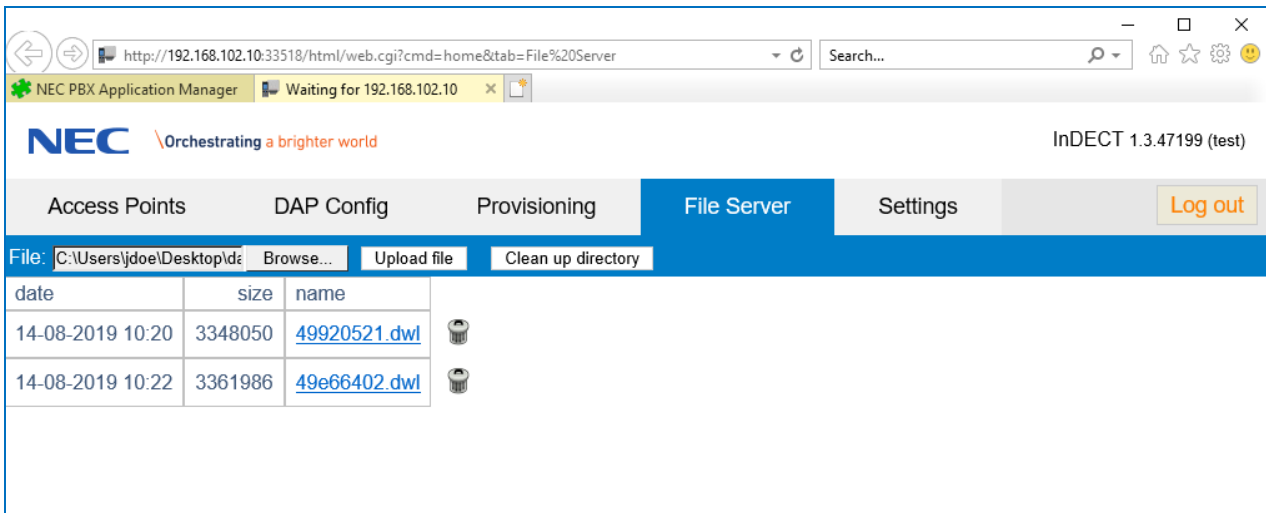 http://192.168.102.10:33518/html/web.cgi?cmd=home&tab=File%20Server Search...
NEC PBX Application Manager Waiting for 192.168.102.10
NEC \Orchestrating a brighter world InDECT 1.3.47199 (test)
Access Points DAP Config Provisioning File Server Settings Log out
File: C:\Users\jdoe\Desktop\da Browse... Upload file Clean up directory
date size name
14-08-2019 10:20 3348050 49920521.dwl
14-08-2019 10:22 3361986 49e66402.dwl